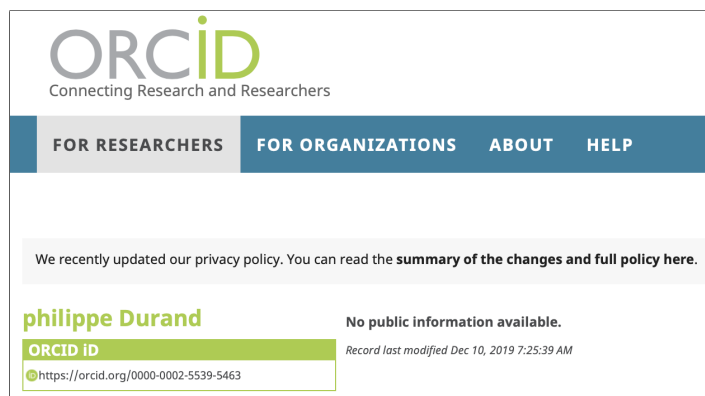 ORCiD
Connecting Research and Researchers
FOR RESEARCHERS FOR ORGANIZATIONS ABOUT HELP
We recently updated our privacy policy. You can read the summary of the changes and full policy here.
philippe Durand
No public information available.
ORCID iD
Record last modified Dec 10, 2019 7:25:39 AM
iD https://orcid.org/0000-0002-5539-5463